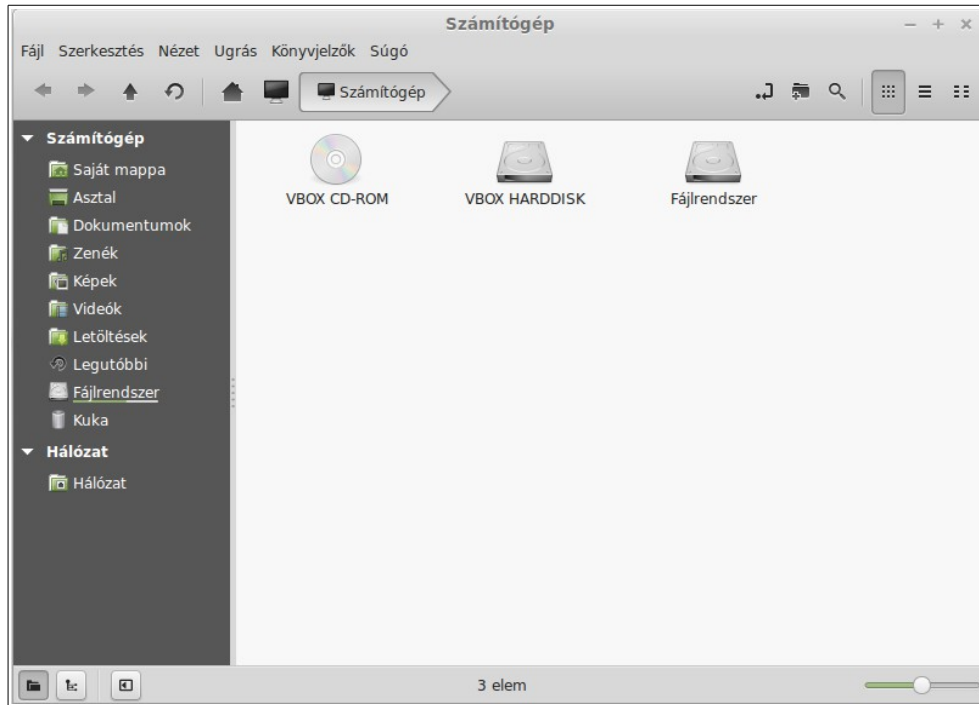 Számítógép
Fájl Szerkesztés Nézet Ugrás Könyvjelzők Súgó
Számítógép
Számítógép
Saját mappa
Asztal
Dokumentumok
Zenék
Képek
Videók
Letöltések
Legutóbbi
Fájlrendszer
Kuka
Hálózat
Hálózat
VBOX CD-ROM VBOX HARDDISK Fájlrendszer
3 elem